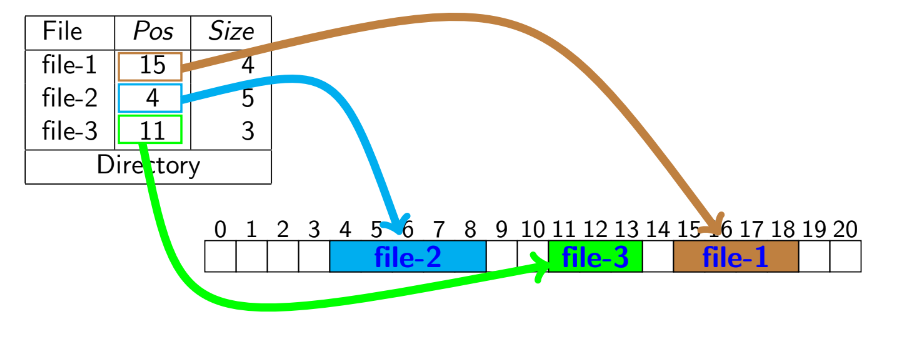 File Pos Size
file-1 15 4
file-2 4 5
file-3 11 3
Directory
0 1 2 3 4 5 6 7 8 9 10 11 12 13 14 15 16 17 18 19 20
file-2 file-3 file-1